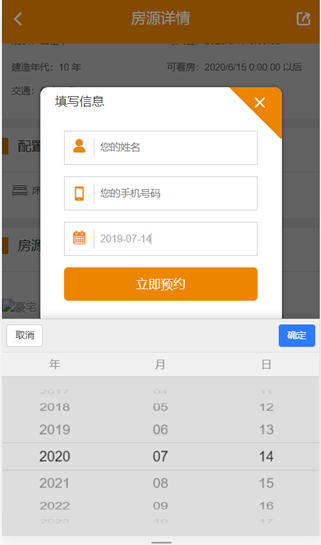 房源详情
建造年代：10 年
可看房：2020/6/15 0:00:00 以后
交通：
填写信息
配置
您的姓名
床
您的手机号码
2019-07-14
房源
立即预约
豪宅
取消
确定
年 月 日
2017 04 11
2018 05 12
2019 06 13
2020 07 14
2021 08 15
2022 09 16
2023 10 17